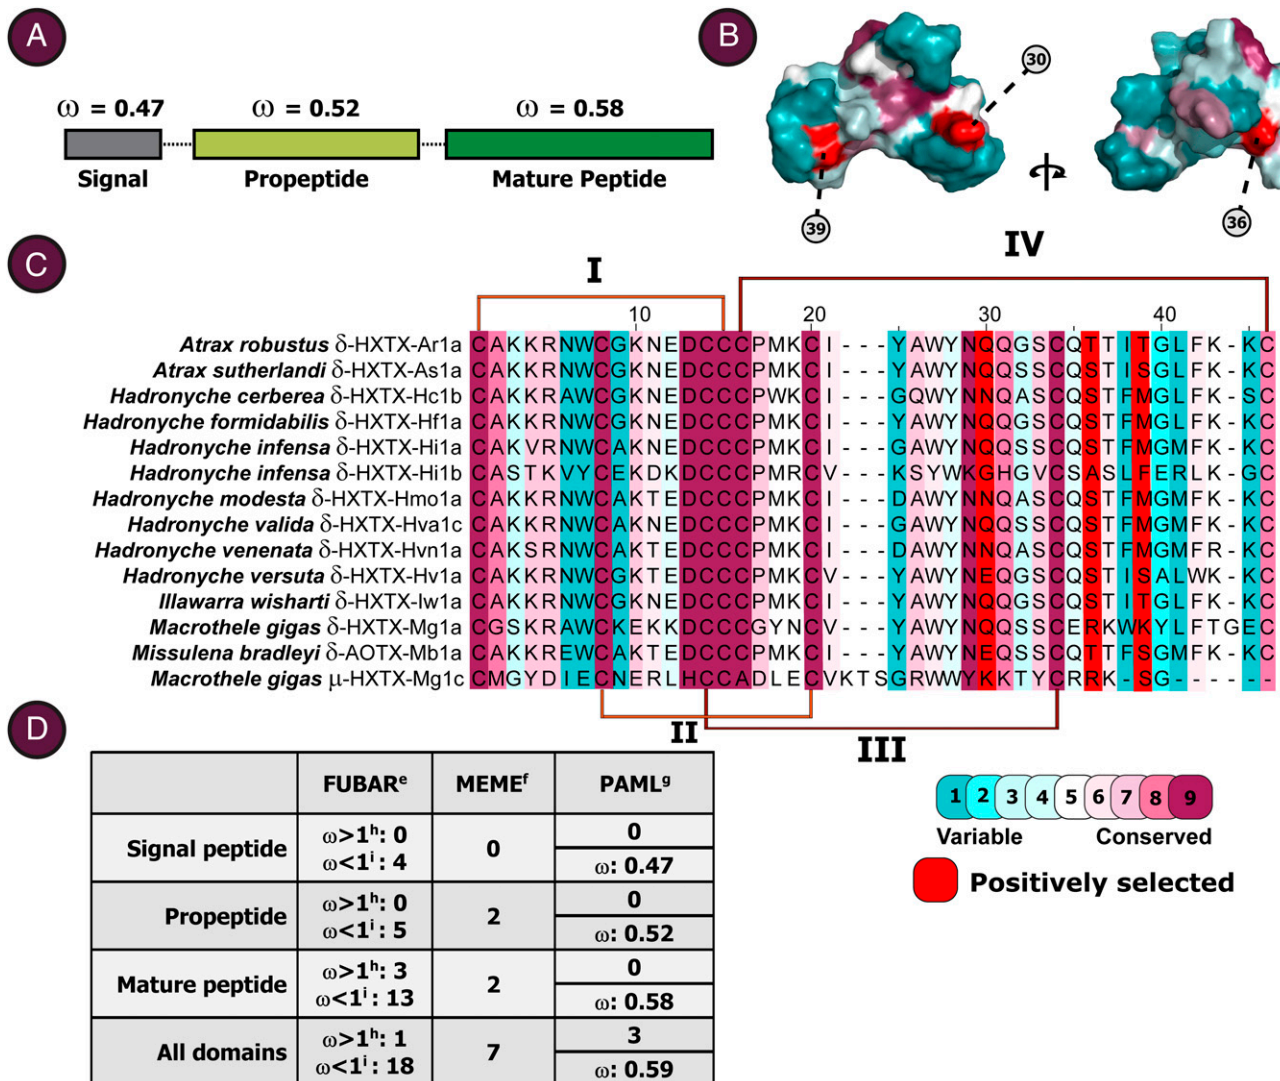 A
ω = 0.47
ω = 0.52
ω = 0.58
Signal
Propeptide
Mature Peptide
B
30
39
36
C
I
IV
10
20
30
40
Atrax robustus δ-HXTX-Ar1a CAKKRNWCGKNEDCCCPMKCI---YAWYNQQGSCQTTITGLFK-KC
Atrax sutherlandi δ-HXTX-As1a CAKKRNWCGKNEDCCCPMKCI---YAWYNQQSSCQSTISGLFK-KC
Hadronyche cerberea δ-HXTX-Hc1b CAKKRAWCGKNEDCCCPWKCI---GQWYNNQASCQSTFMGLFK-SC
Hadronyche formidabilis δ-HXTX-Hf1a CAKKRNWCGKNEDCCCPMKCI---YAWYNQQGSCQSTFMGLFK-KC
Hadronyche infensa δ-HXTX-Hi1a CAKVRNWCAKNEDCCCPMKCI---GAWYNQQSSCQSTFMGMFK-KC
Hadronyche infensa δ-HXTX-Hi1b CASTKVYCEKDKDCCCPMRCV---KSYWKGHGVCSASLFERLK-GC
Hadronyche modesta δ-HXTX-Hmo1a CAKKRNWCAKTEDCCCPMKCI---DAWYNNQASCQSTFMGMFK-KC
Hadronyche valida δ-HXTX-Hva1c CAKKRNWCAKNEDCCCPMKCI---GAWYNQQSSCQSTFMGMFK-KC
Hadronyche venenata δ-HXTX-Hvn1a CAKSRNWCAKTEDCCCPMKCI---DAWYNNQASCQSTFMGMFR-KC
Hadronyche versuta δ-HXTX-Hv1a CAKKRNWCGKTEDCCCPMKCV---YAWYNEQGSCQSTISALWK-KC
Illawarra wisharti δ-HXTX-Iw1a CAKKRNWCGKNEDCCCPMKCI---YAWYNQQGSCQTTITGLFK-KC
Macrothele gigas δ-HXTX-Mg1a CGSKRAWCKEKKDCCCGYNCV---YAWYNQQSSCERKWKYLFTGEC
Missulena bradleyi δ-AOTX-Mb1a CAKKREWCAKTEDCCCPMKCI---YAWYNEQSSCQTTFSGMFK-KC
Macrothele gigas μ-HXTX-Mg1c CMGYDIECNERLHCCADLECVKTSGRWWYKKTYCRRK-SG-----
II
III
D
FUBARᵉ MEMEᶠ PAMLᵍ
Signal peptide ω>1ʰ: 0 ω<1ⁱ: 4 0 0 ω: 0.47
Propeptide ω>1ʰ: 0 ω<1ⁱ: 5 2 0 ω: 0.52
Mature peptide ω>1ʰ: 3 ω<1ⁱ: 13 2 0 ω: 0.58
All domains ω>1ʰ: 1 ω<1ⁱ: 18 7 3 ω: 0.59
1 2 3 4 5 6 7 8 9
Variable Conserved
Positively selected